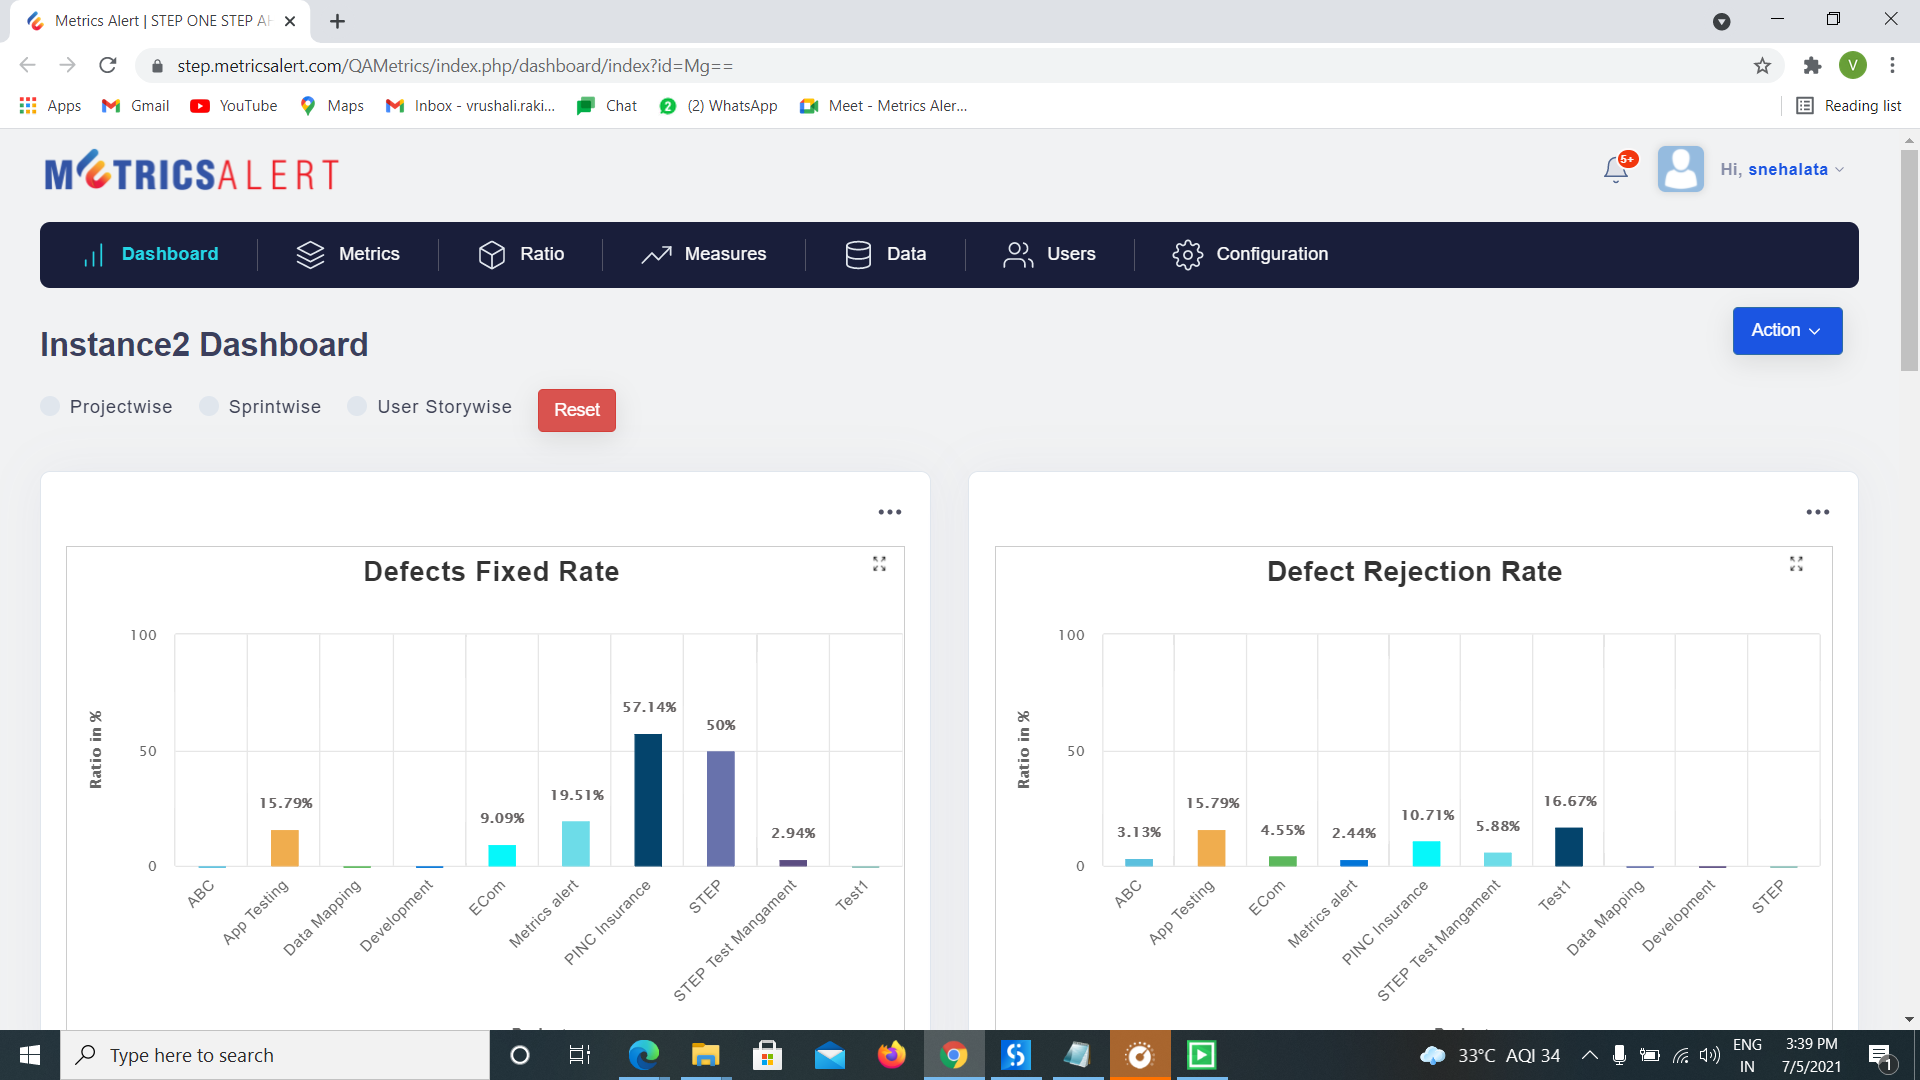 Metrics Alert | STEP ONE STEP AH
step.metricsalert.com/QAMetrics/index.php/dashboard/index?id=Mg==
V
Apps Gmail YouTube Maps Inbox - vrushali.raki... Chat 2 (2) WhatsApp Meet - Metrics Aler... Reading list
METRICSALERT
5+
Hi, snehalata
Dashboard Metrics Ratio Measures Data Users Configuration
Instance2 Dashboard
Action
Projectwise Sprintwise User Storywise Reset
Defects Fixed Rate
Ratio in %
100
50
0
15.79%
9.09%
19.51%
57.14%
50%
2.94%
ABC
App Testing
Data Mapping
Development
ECom
Metrics alert
PINC Insurance
STEP
STEP Test Mangament
Test1
Defect Rejection Rate
Ratio in %
100
50
0
3.13%
15.79%
4.55%
2.44%
10.71%
5.88%
16.67%
ABC
App Testing
ECom
Metrics alert
PINC Insurance
STEP Test Mangament
Test1
Data Mapping
Development
STEP
Type here to search
33°C AQI 34
ENG
IN
3:39 PM
7/5/2021
1